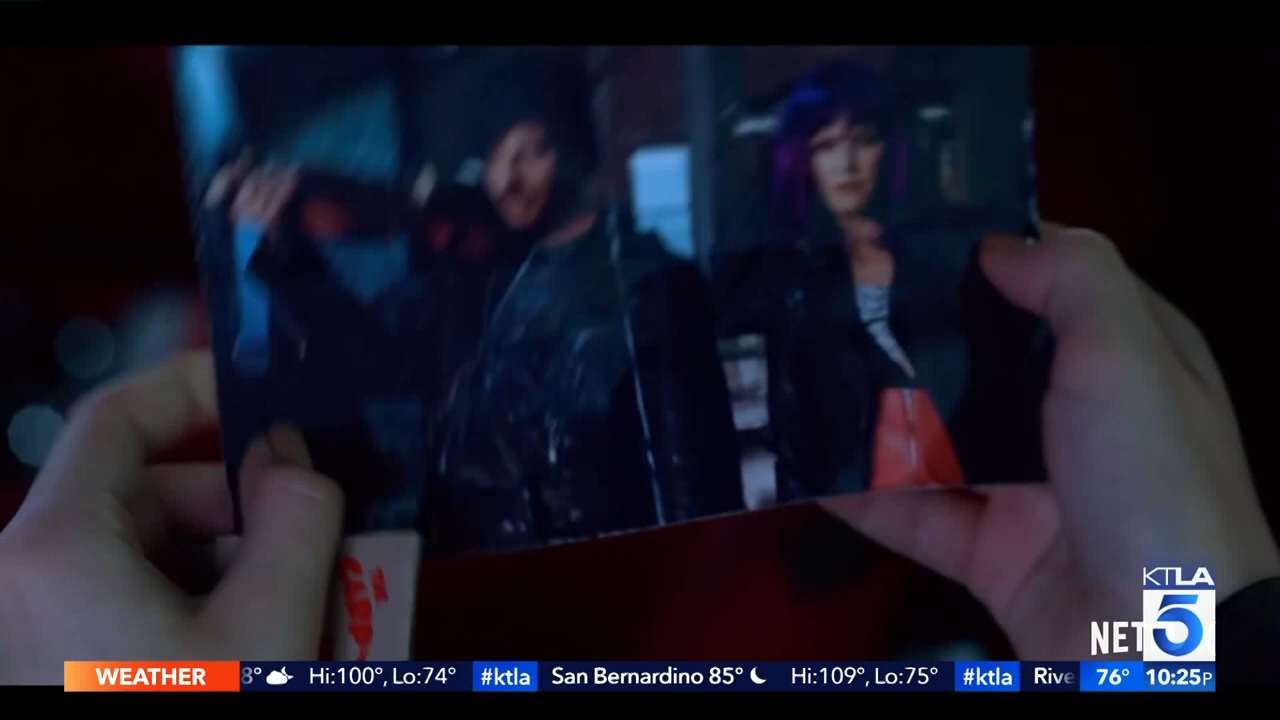 KTLA
5
NET
WEATHER 8° Hi:100°, Lo:74° #ktla San Bernardino 85° Hi:109°, Lo:75° #ktla Rive 76° 10:25P